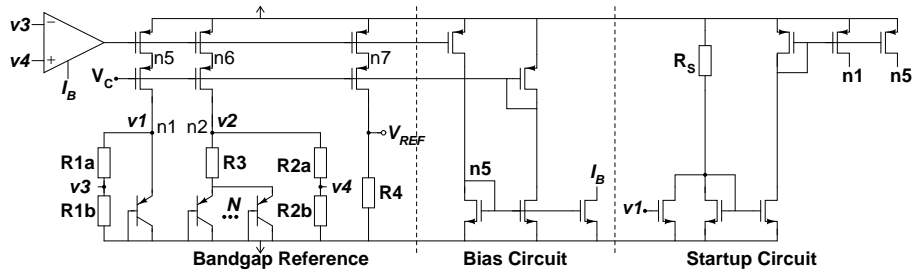 v3
v4
I_B
V_C
n5
n6
n7
v1
n1
n2
v2
V_REF
R1a
R3
R2a
v3
v4
R1b
N
R2b
R4
n5
I_B
R_S
n1
n5
v1
Bandgap Reference
Bias Circuit
Startup Circuit